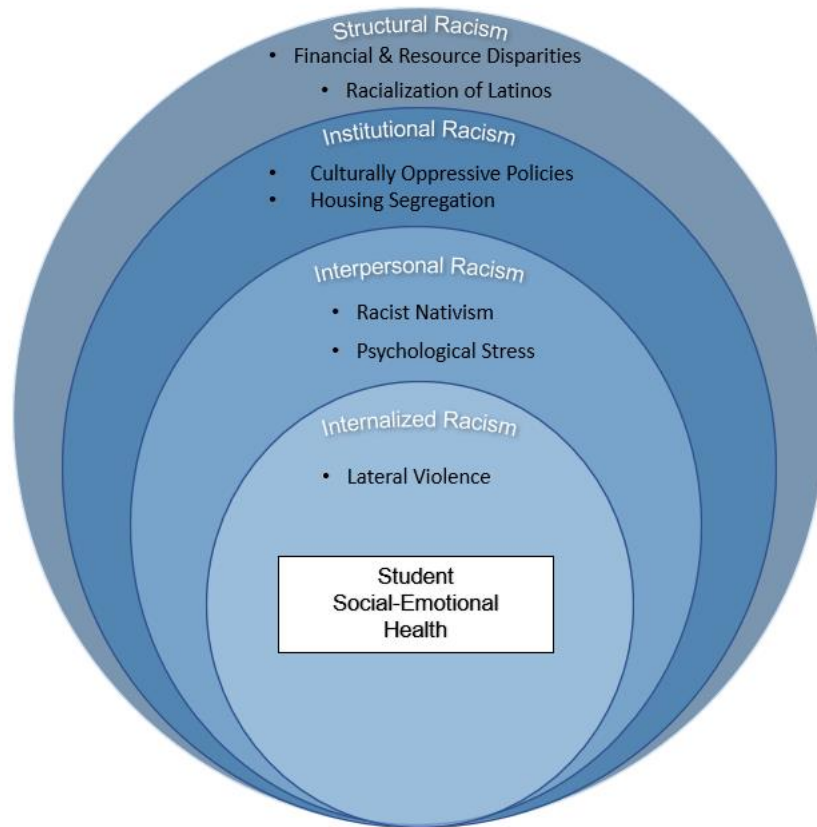 Structural Racism
• Financial & Resource Disparities
• Racialization of Latinos
Institutional Racism
• Culturally Oppressive Policies
• Housing Segregation
Interpersonal Racism
• Racist Nativism
• Psychological Stress
Internalized Racism
• Lateral Violence
Student
Social-Emotional
Health